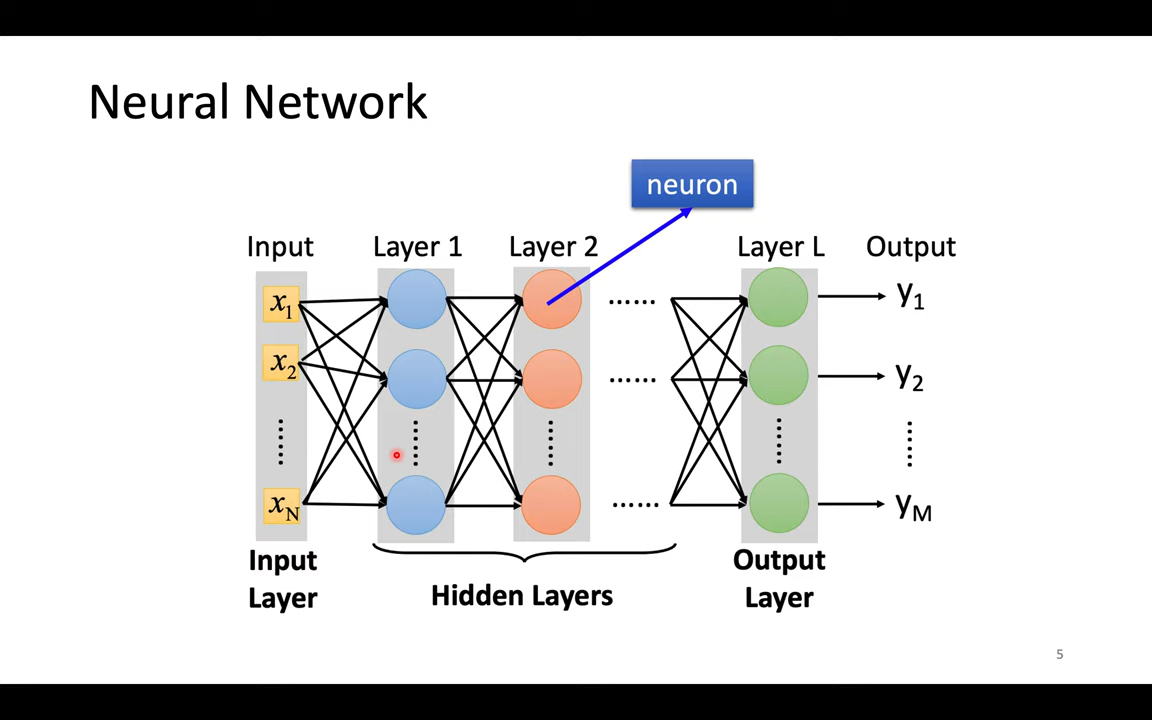 Neural Network
neuron
Input Layer 1 Layer 2 Layer L Output
x1 ...... y1
x2 ...... y2
xN ...... yM
Input Layer
Hidden Layers
Output Layer
5